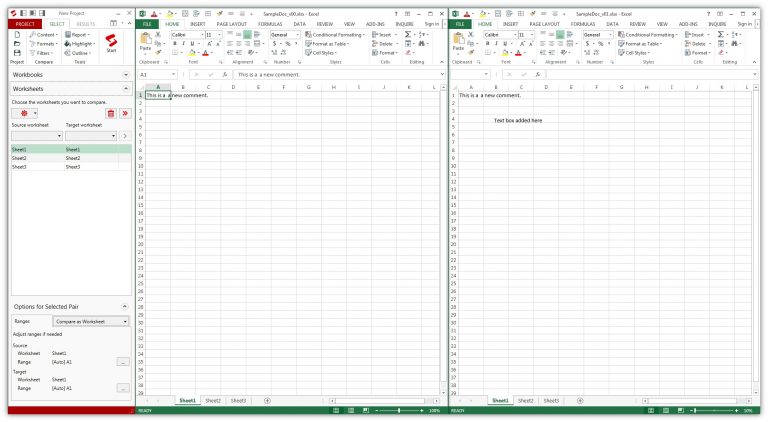 New Project
PROJECT SELECT RESULTS
Content
Formats
Filters
Report
Highlight
Outline
Start
Project Compare Tools
Workbooks
Worksheets
Choose the worksheets you want to compare.
Source worksheet Target worksheet
Sheet1 Sheet1
Sheet2 Sheet2
Sheet3 Sheet3
Options for Selected Pair
Ranges Compare as Worksheet
Adjust ranges if needed
Source
Worksheet Sheet1
Range [Auto] A1
...
Target
Worksheet Sheet1
Range [Auto] A1
...
SampleDoc_v00.xlsx - Excel
FILE HOME INSERT PAGE LAYOUT FORMULAS DATA REVIEW VIEW ADD-INS INQUIRE Sign in
Paste
Calibri 11
General
Conditional Formatting
Format as Table
Cell Styles
Insert
Delete
Format
Clipboard Font Alignment Number Styles Cells Editing
A1 This is a a new comment.
A B C D E F G H I J K L
1 This is a a new comment.
2
3
4
5
6
7
8
9
10
11
12
13
14
15
16
17
18
19
20
21
22
23
24
25
26
27
28
29
30
31
32
33
34
35
36
37
38
39
Sheet1 Sheet2 Sheet3
READY 100%
SampleDoc_v01.xlsx - Excel
FILE HOME INSERT PAGE LAYOUT FORMULAS DATA REVIEW VIEW ADD-INS INQUIRE Sign in
Paste
Calibri 11
General
Conditional Formatting
Format as Table
Cell Styles
Insert
Delete
Format
Clipboard Font Alignment Number Styles Cells Editing
A B C D E F G H I J K L
1 This is a a new comment.
2
3
4 Text box added here
5
6
7
8
9
10
11
12
13
14
15
16
17
18
19
20
21
22
23
24
25
26
27
28
29
30
31
32
33
34
35
36
37
38
39
Sheet1 Sheet2 Sheet3
READY